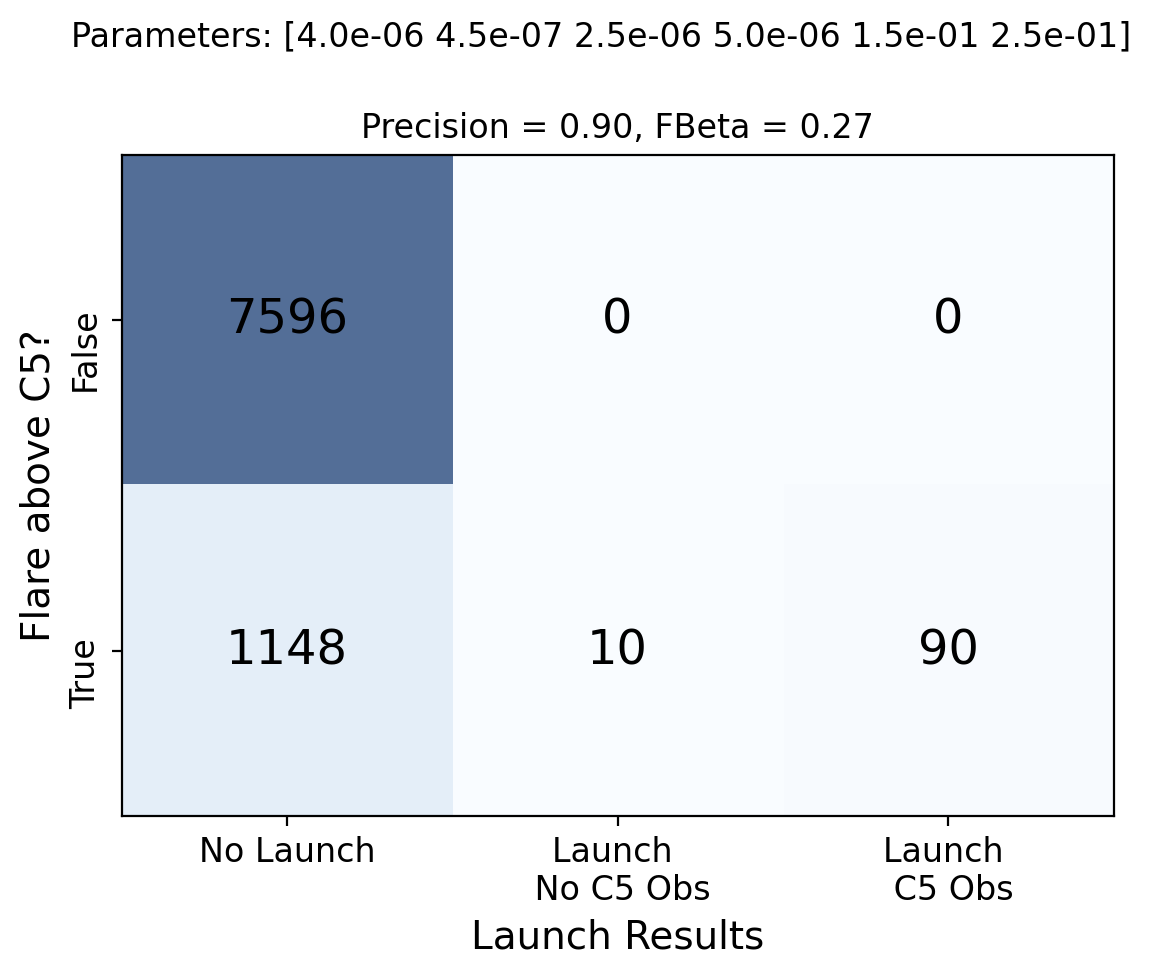 Parameters: [4.0e-06 4.5e-07 2.5e-06 5.0e-06 1.5e-01 2.5e-01]
Precision = 0.90, FBeta = 0.27
Flare above C5?
False
7596
0
0
True
1148
10
90
No Launch
Launch
No C5 Obs
Launch
C5 Obs
Launch Results